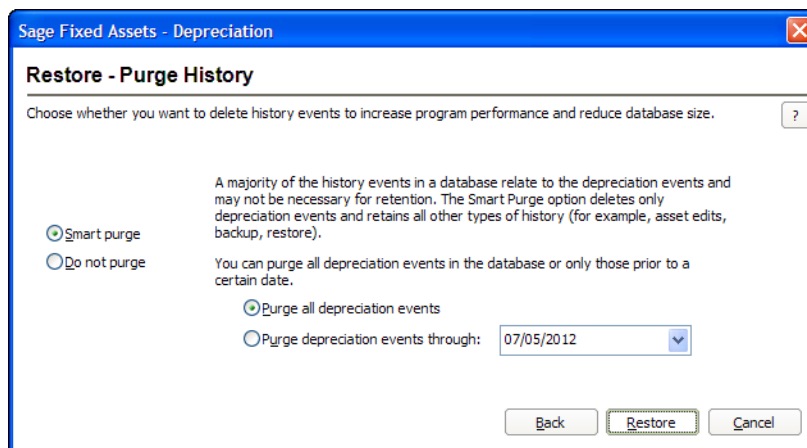 Sage Fixed Assets - Depreciation
Restore - Purge History
Choose whether you want to delete history events to increase program performance and reduce database size.
?
A majority of the history events in a database relate to the depreciation events and
may not be necessary for retention. The Smart Purge option deletes only
depreciation events and retains all other types of history (for example, asset edits,
backup, restore).
Smart purge
Do not purge
You can purge all depreciation events in the database or only those prior to a
certain date.
Purge all depreciation events
Purge depreciation events through: 07/05/2012
Back Restore Cancel